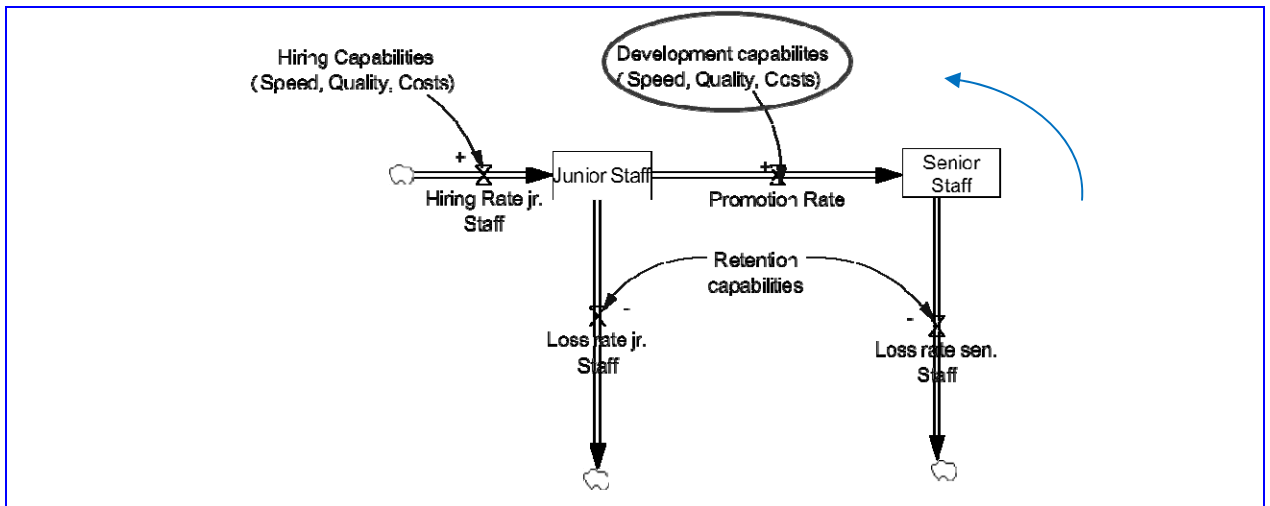 Hiring Capabilities
( Speed, Quality, Costs)
Development capabilites
( Speed, Quality, Costs)
+
+
Junior Staff
Senior
Staff
Hiring Rate jr.
Staff
Promotion Rate
Retention
capabilities
-
-
Loss rate jr.
Staff
Loss rate sen.
Staff